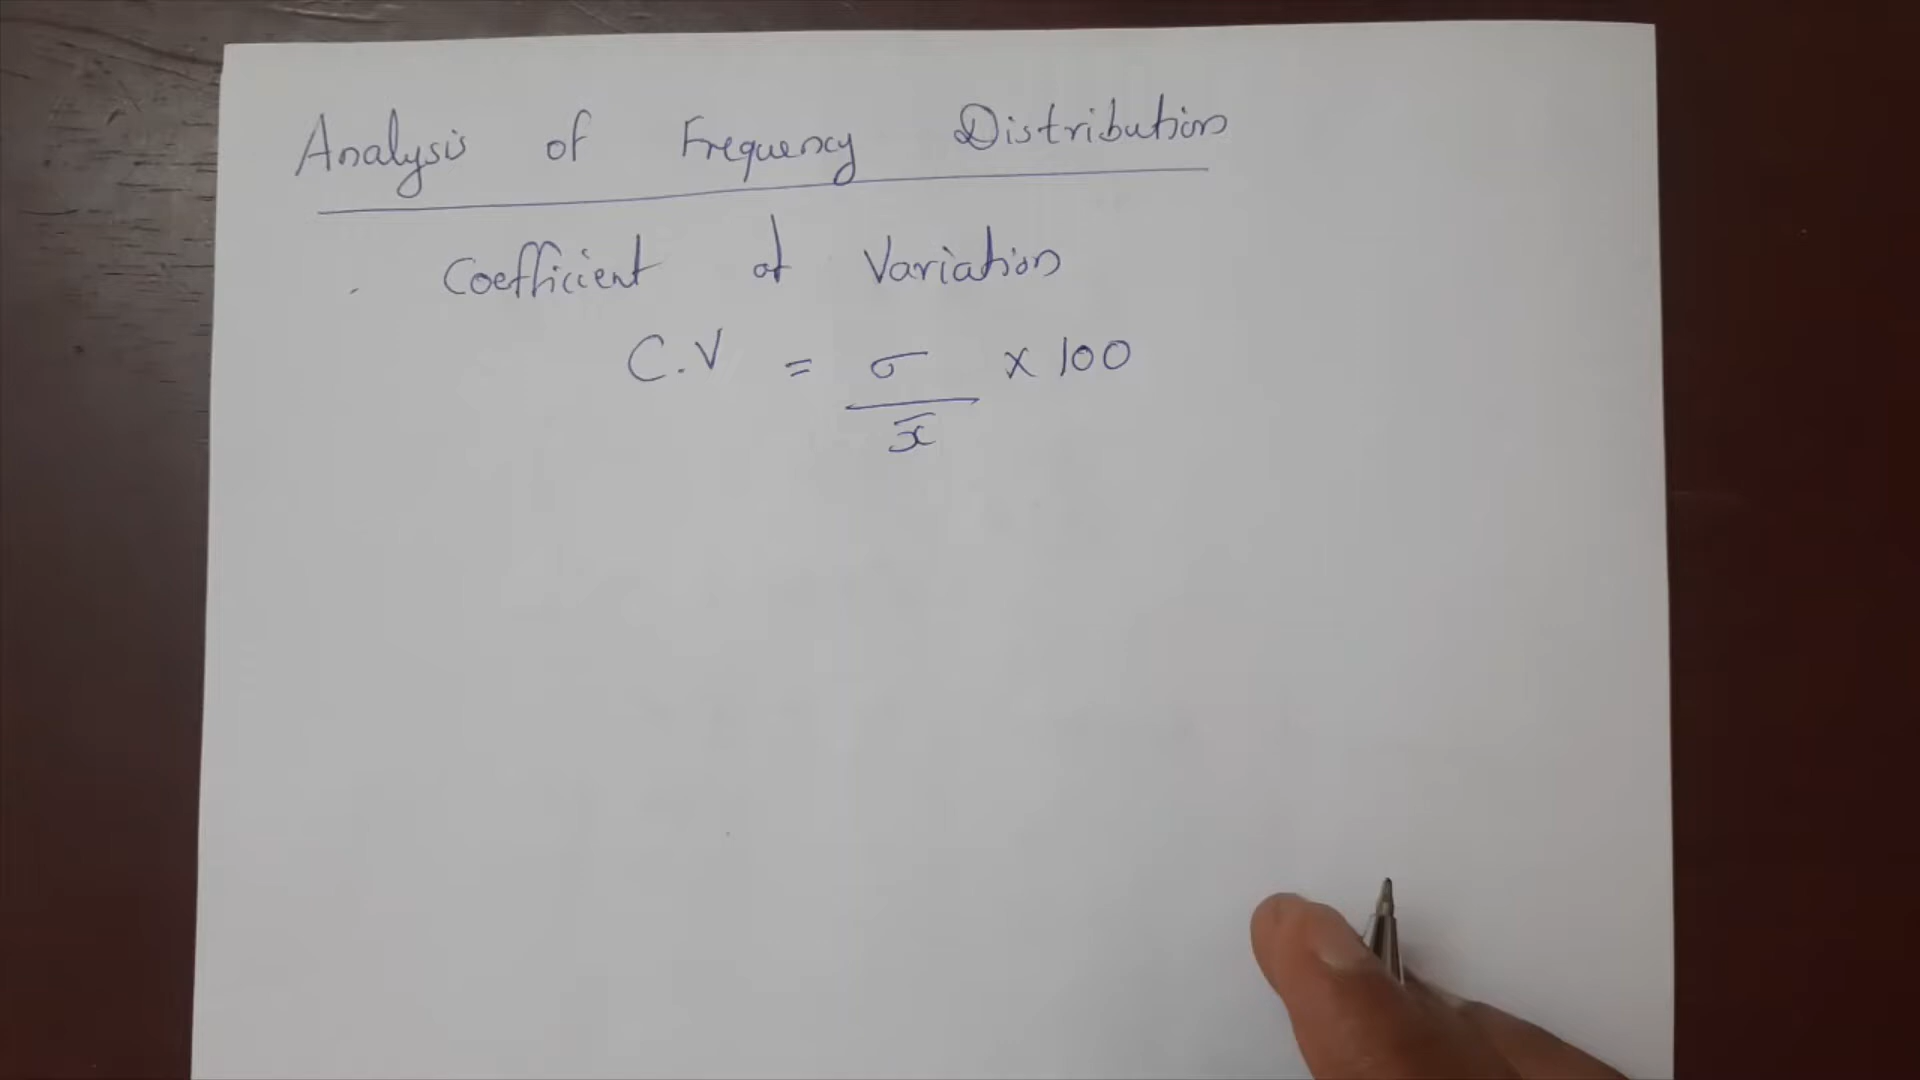 Analysis of Frequency Distribution
Coefficient of Variation
C.V = σ × 100
x̄